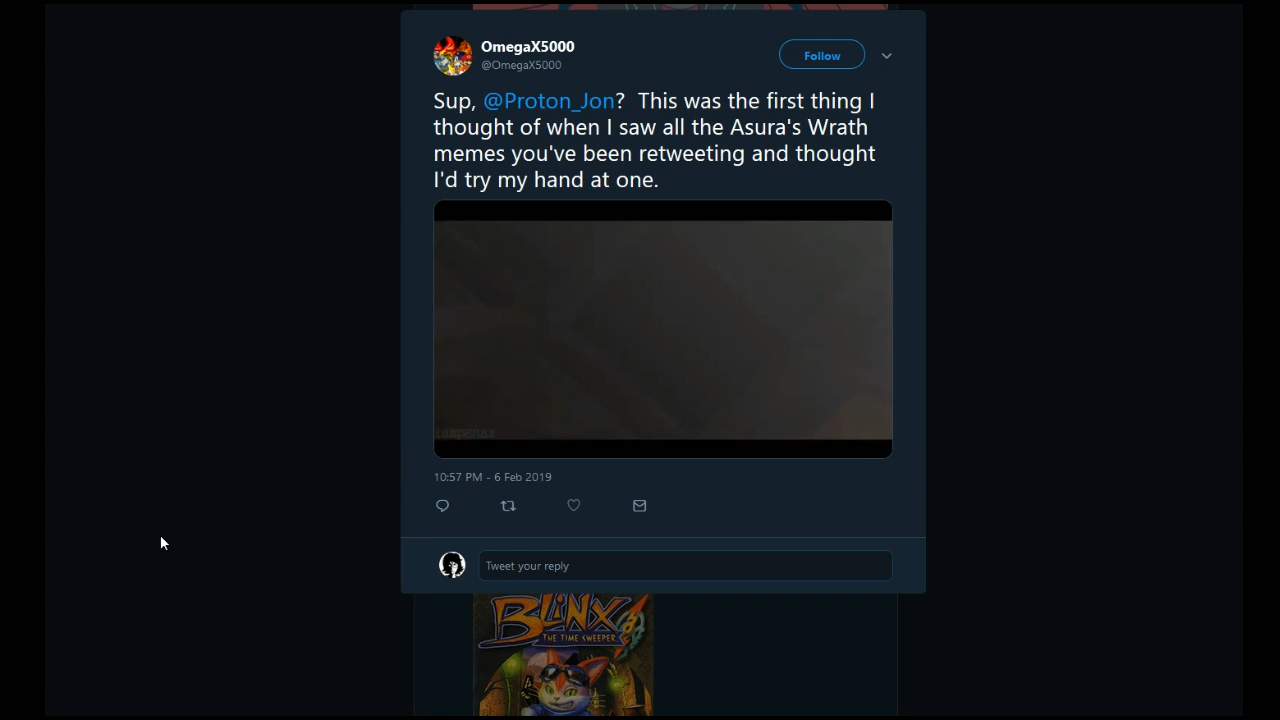 OmegaX5000
@OmegaX5000
Follow
Sup, @Proton_Jon?  This was the first thing I
thought of when I saw all the Asura's Wrath
memes you've been retweeting and thought
I'd try my hand at one.
10:57 PM - 6 Feb 2019
Tweet your reply
BLiNX
THE TIME SWEEPER